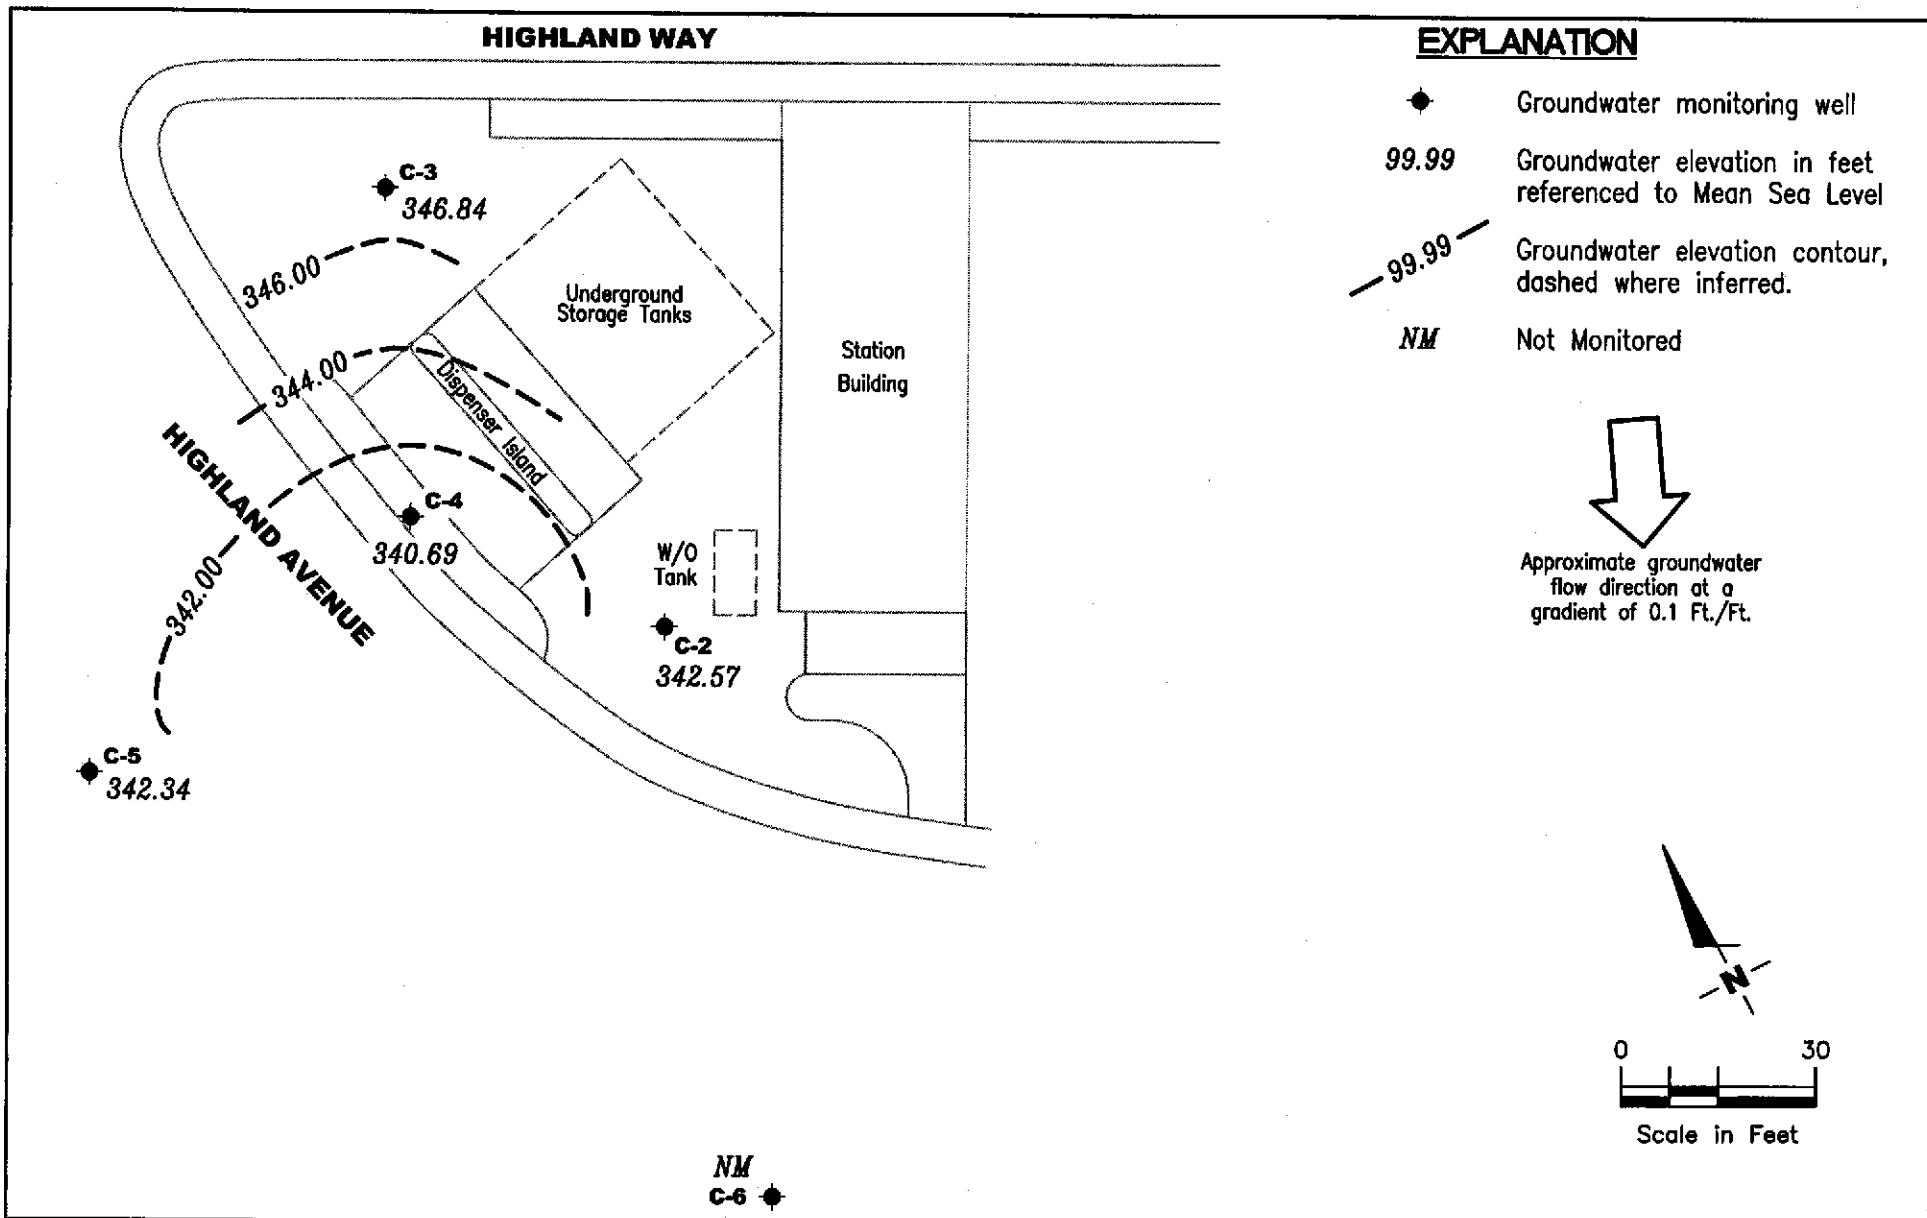 HIGHLAND WAY
EXPLANATION
Groundwater monitoring well
99.99 Groundwater elevation in feet
referenced to Mean Sea Level
99.99 Groundwater elevation contour,
dashed where inferred.
NM Not Monitored
C-3
346.84
346.00
Underground
Storage Tanks
Station
Building
344.00
Dispenser Island
HIGHLAND AVENUE
C-4
340.69
342.00
W/O
Tank
C-2
342.57
C-5
342.34
Approximate groundwater
flow direction at a
gradient of 0.1 Ft./Ft.
N
0 30
Scale in Feet
NM
C-6